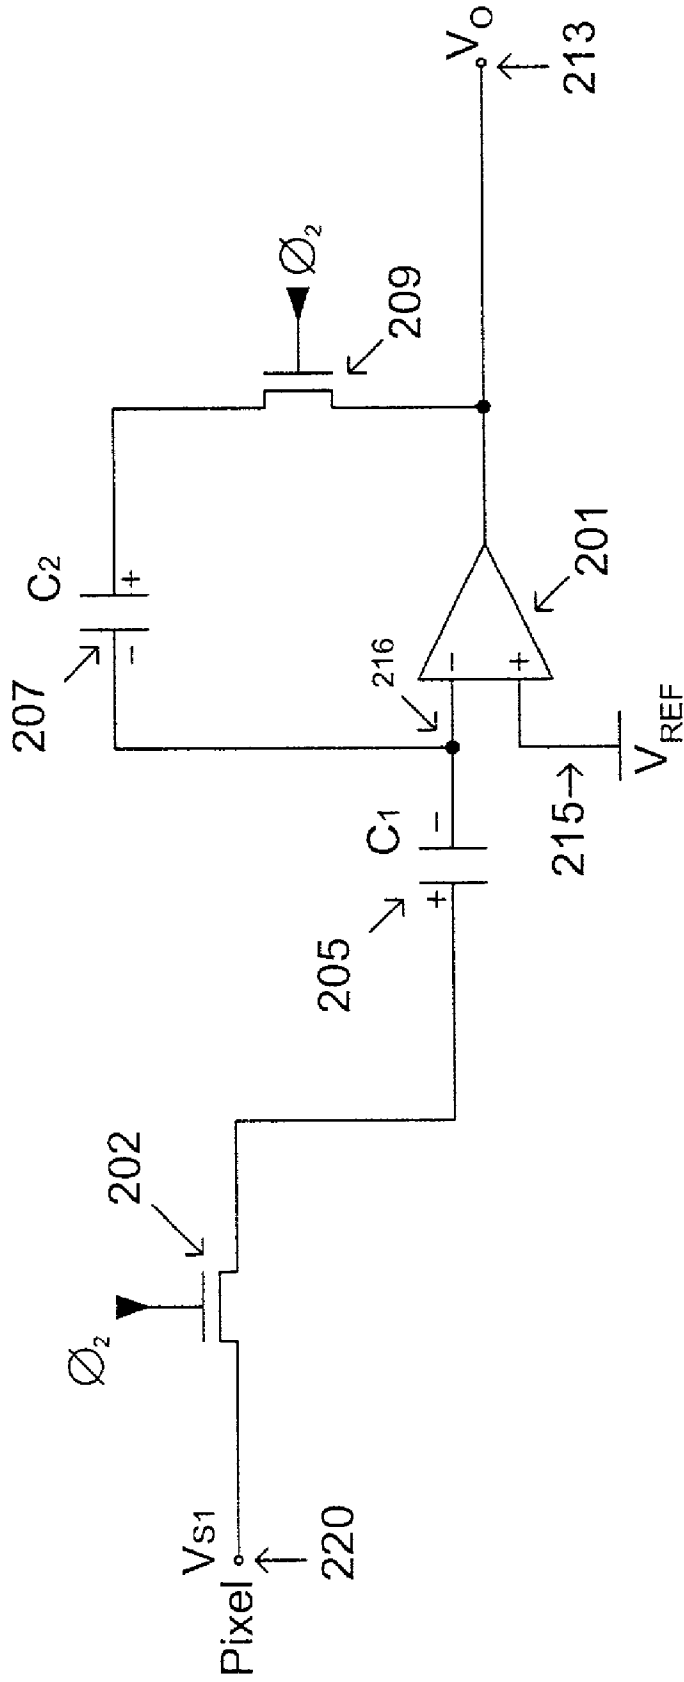 207
C2
- +
Ø2
209
Ø2
202
VS1
Pixel
220
205
C1
+ -
216
-
+
201
215
VREF
VO
213